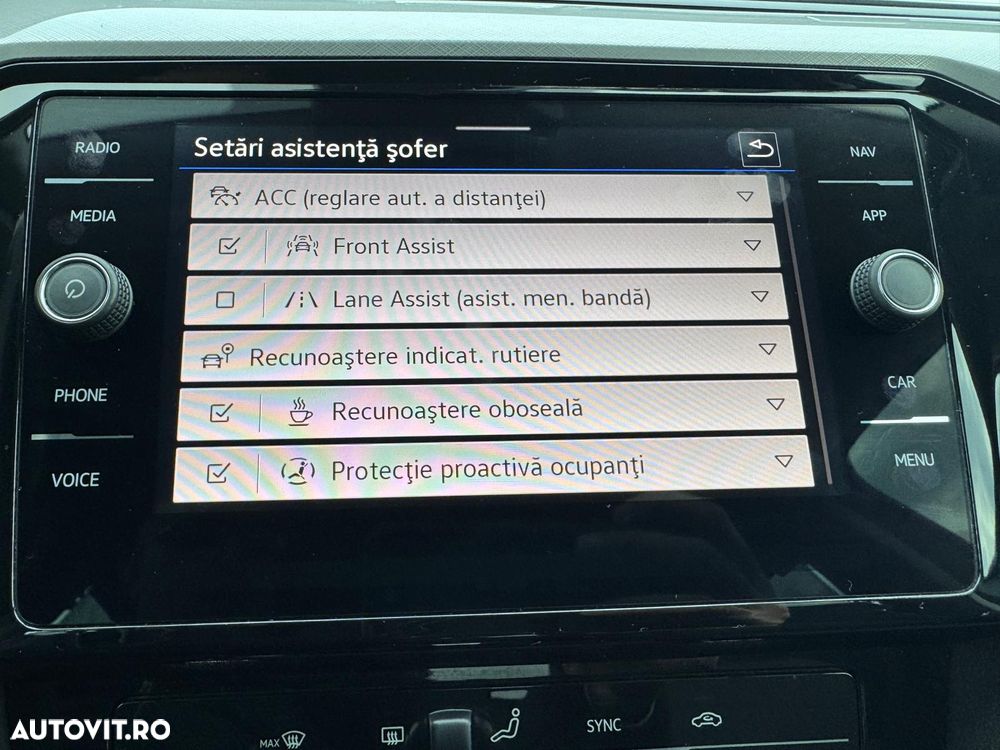 RADIO
MEDIA
PHONE
VOICE
Setări asistenţă şofer
ACC (reglare aut. a distanţei)
Front Assist
Lane Assist (asist. men. bandă)
Recunoaştere indicat. rutiere
Recunoaştere oboseală
Protecţie proactivă ocupanţi
NAV
APP
CAR
MENU
MAX
SYNC
AUTOVIT.RO